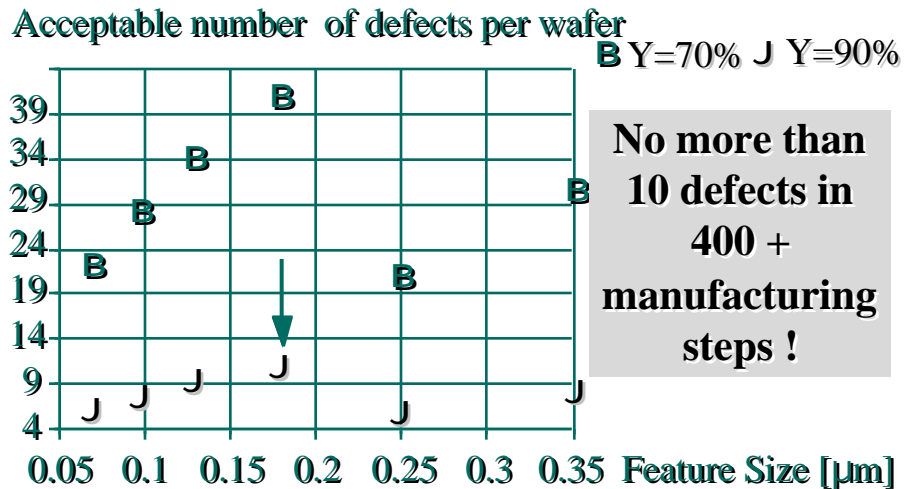 Acceptable number of defects per wafer
B Y=70% J Y=90%
39
34
29
24
19
14
9
4
B
B
B
B
B
B
J
J
J
J
J
J
0.05 0.1 0.15 0.2 0.25 0.3 0.35 Feature Size [µm]
No more than
10 defects in
400 +
manufacturing
steps !